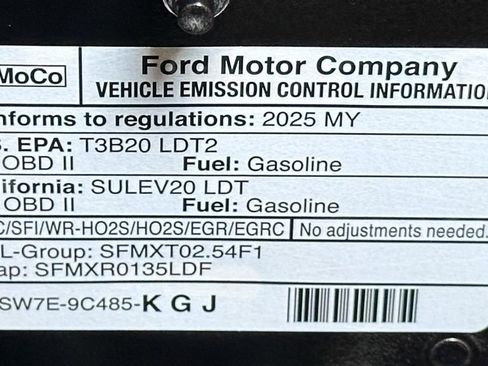 MoCo
Ford Motor Company
VEHICLE EMISSION CONTROL INFORMATIO
nforms to regulations: 2025 MY
S. EPA: T3B20 LDT2
OBD II Fuel: Gasoline
lifornia: SULEV20 LDT
OBD II Fuel: Gasoline
C/SFI/WR-HO2S/HO2S/EGR/EGRC No adjustments needed.
L-Group: SFMXT02.54F1
ap: SFMXR0135LDF
SW7E-9C485-K G J